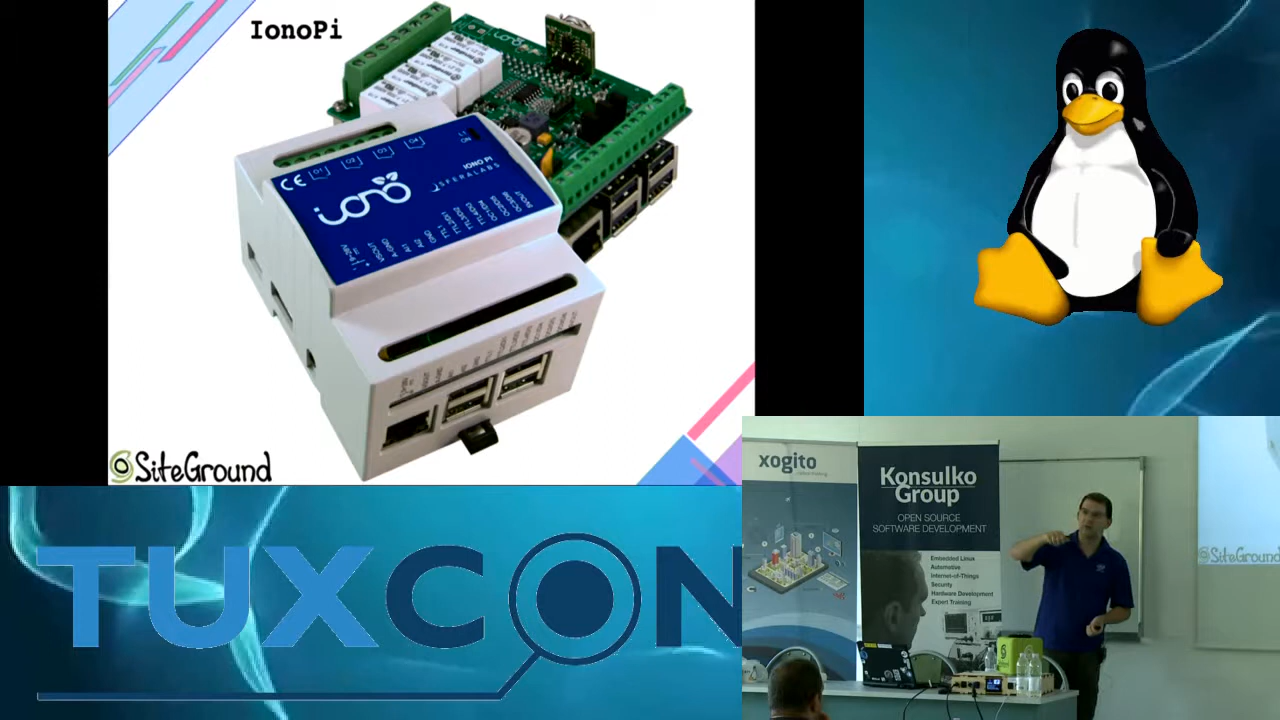 IonoPi
CE
iono
IONO PI
SFERALABS
SiteGround
TUXCON
xogito
Konsulko
Group
OPEN SOURCE
SOFTWARE DEVELOPMENT
Embedded Linux
Automotive
Internet-of-Things
Security
Hardware Development
Expert Training
@SiteGround